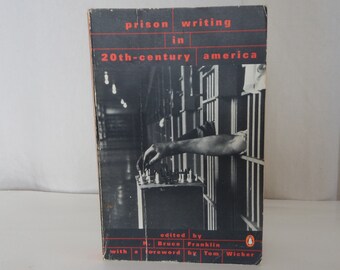 prison writing
in
20th-century america
edited by
H. Bruce Franklin
with a foreword by Tom Wicker